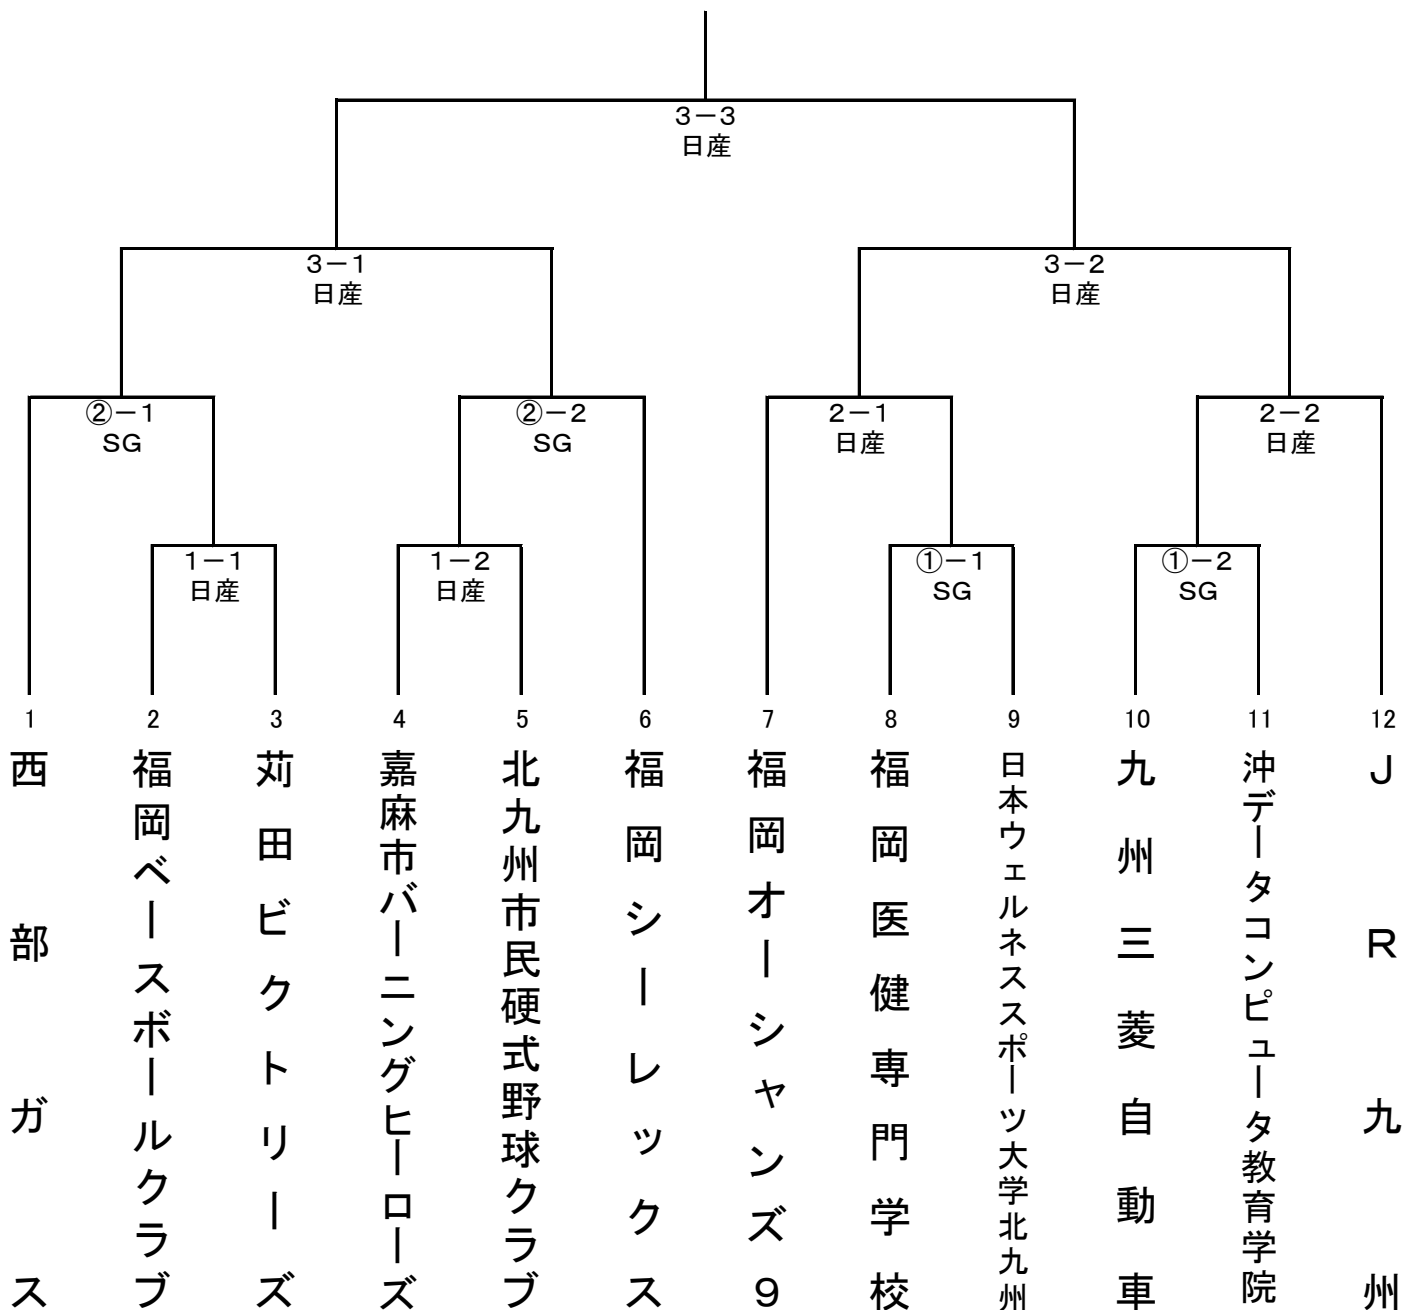 3－3
日産
3－1
日産
3－2
日産
②－1
SG
②－2
SG
2－1
日産
2－2
日産
1－1
日産
1－2
日産
①－1
SG
①－2
SG
1
2
3
4
5
6
7
8
9
10
11
12
西部ガス
福岡ベースボールクラブ
苅田ビクトリーズ
嘉麻市バーニングヒーローズ
北九州市民硬式野球クラブ
福岡シーレックス
福岡オーシャンズ９
福岡医健専門学校
日本ウェルネススポーツ大学北九州
九州三菱自動車
沖データコンピュータ教育学院
ＪＲ九州